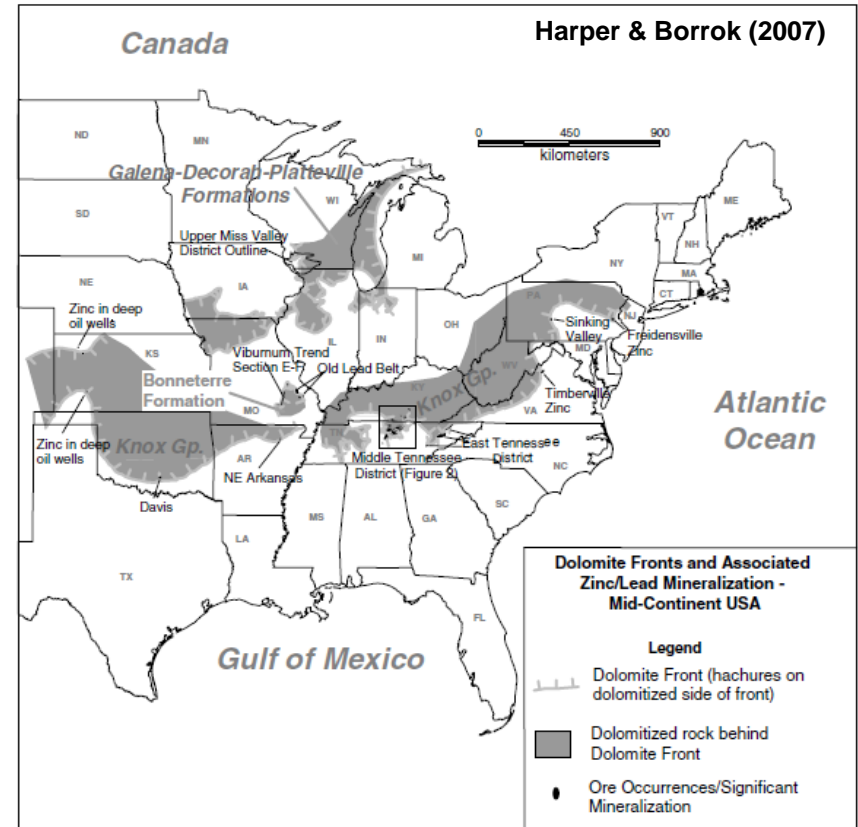 Canada
Harper & Borrok (2007)
ND
MN
0 450 900
kilometers
Galena-Decorah-Platteville
Formations
WI
SD
ME
VT
NH
Upper Miss Valley
District Outline
MI
NY
MA
CT
NE
IA
PA
Zinc in deep
oil wells
OH
NJ
Sinking
Valley
Freidensville
Zinc
IL
IN
MD
KS
Viburnum Trend
Section E-F
Old Lead Belt
WV
Bonneterre
Formation
KY
Knox Gp.
Timberville
Zinc
MO
VA
Atlantic
Ocean
Zinc in deep
oil wells
Knox Gp.
TN
East Tennessee
District
AR
NE Arkansas
Middle Tennessee
District (Figure 2)
NC
Davis
SC
MS
AL
GA
LA
TX
FL
Gulf of Mexico
Dolomite Fronts and Associated
Zinc/Lead Mineralization -
Mid-Continent USA
Legend
Dolomite Front (hachures on
dolomitized side of front)
Dolomitized rock behind
Dolomite Front
Ore Occurrences/Significant
Mineralization